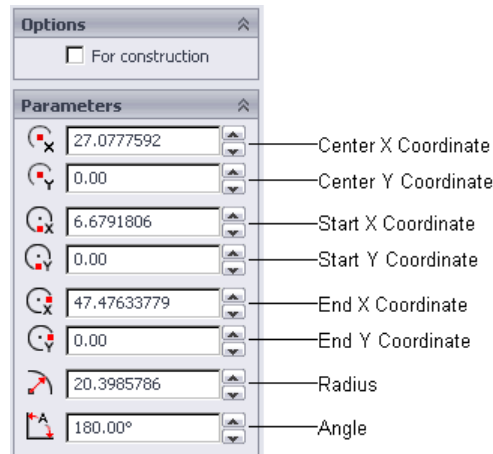 Options
For construction
Parameters
X 27.0777592 Center X Coordinate
Y 0.00 Center Y Coordinate
X 6.6791806 Start X Coordinate
Y 0.00 Start Y Coordinate
X 47.47633779 End X Coordinate
Y 0.00 End Y Coordinate
20.3985786 Radius
A 180.00° Angle